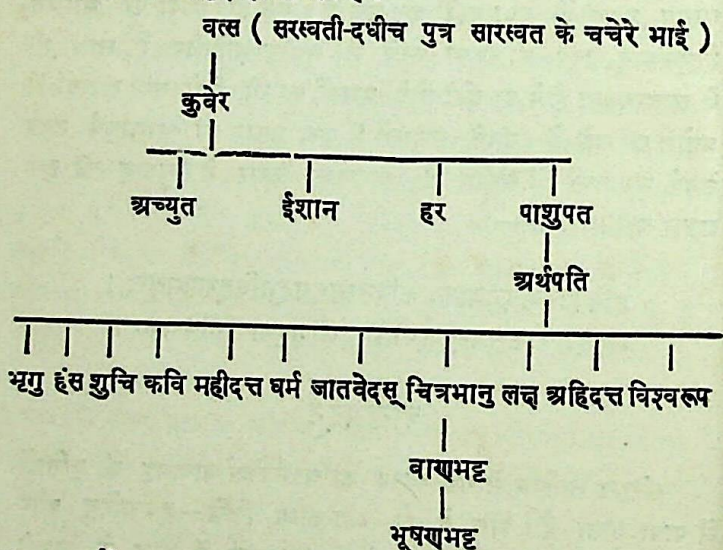 वत्स ( सरस्वती-दधीच पुत्र सारस्वत के चचेरे भाई )
कुवेर
अच्युत ईशान हर पाशुपत
अर्थपति
भृगु हंस शुचि कवि महीदत्त धर्म जातवेदस् चित्रभानु लक्ष अहिदत्त विश्वरूप
वाणभट्ट
भूषणभट्ट